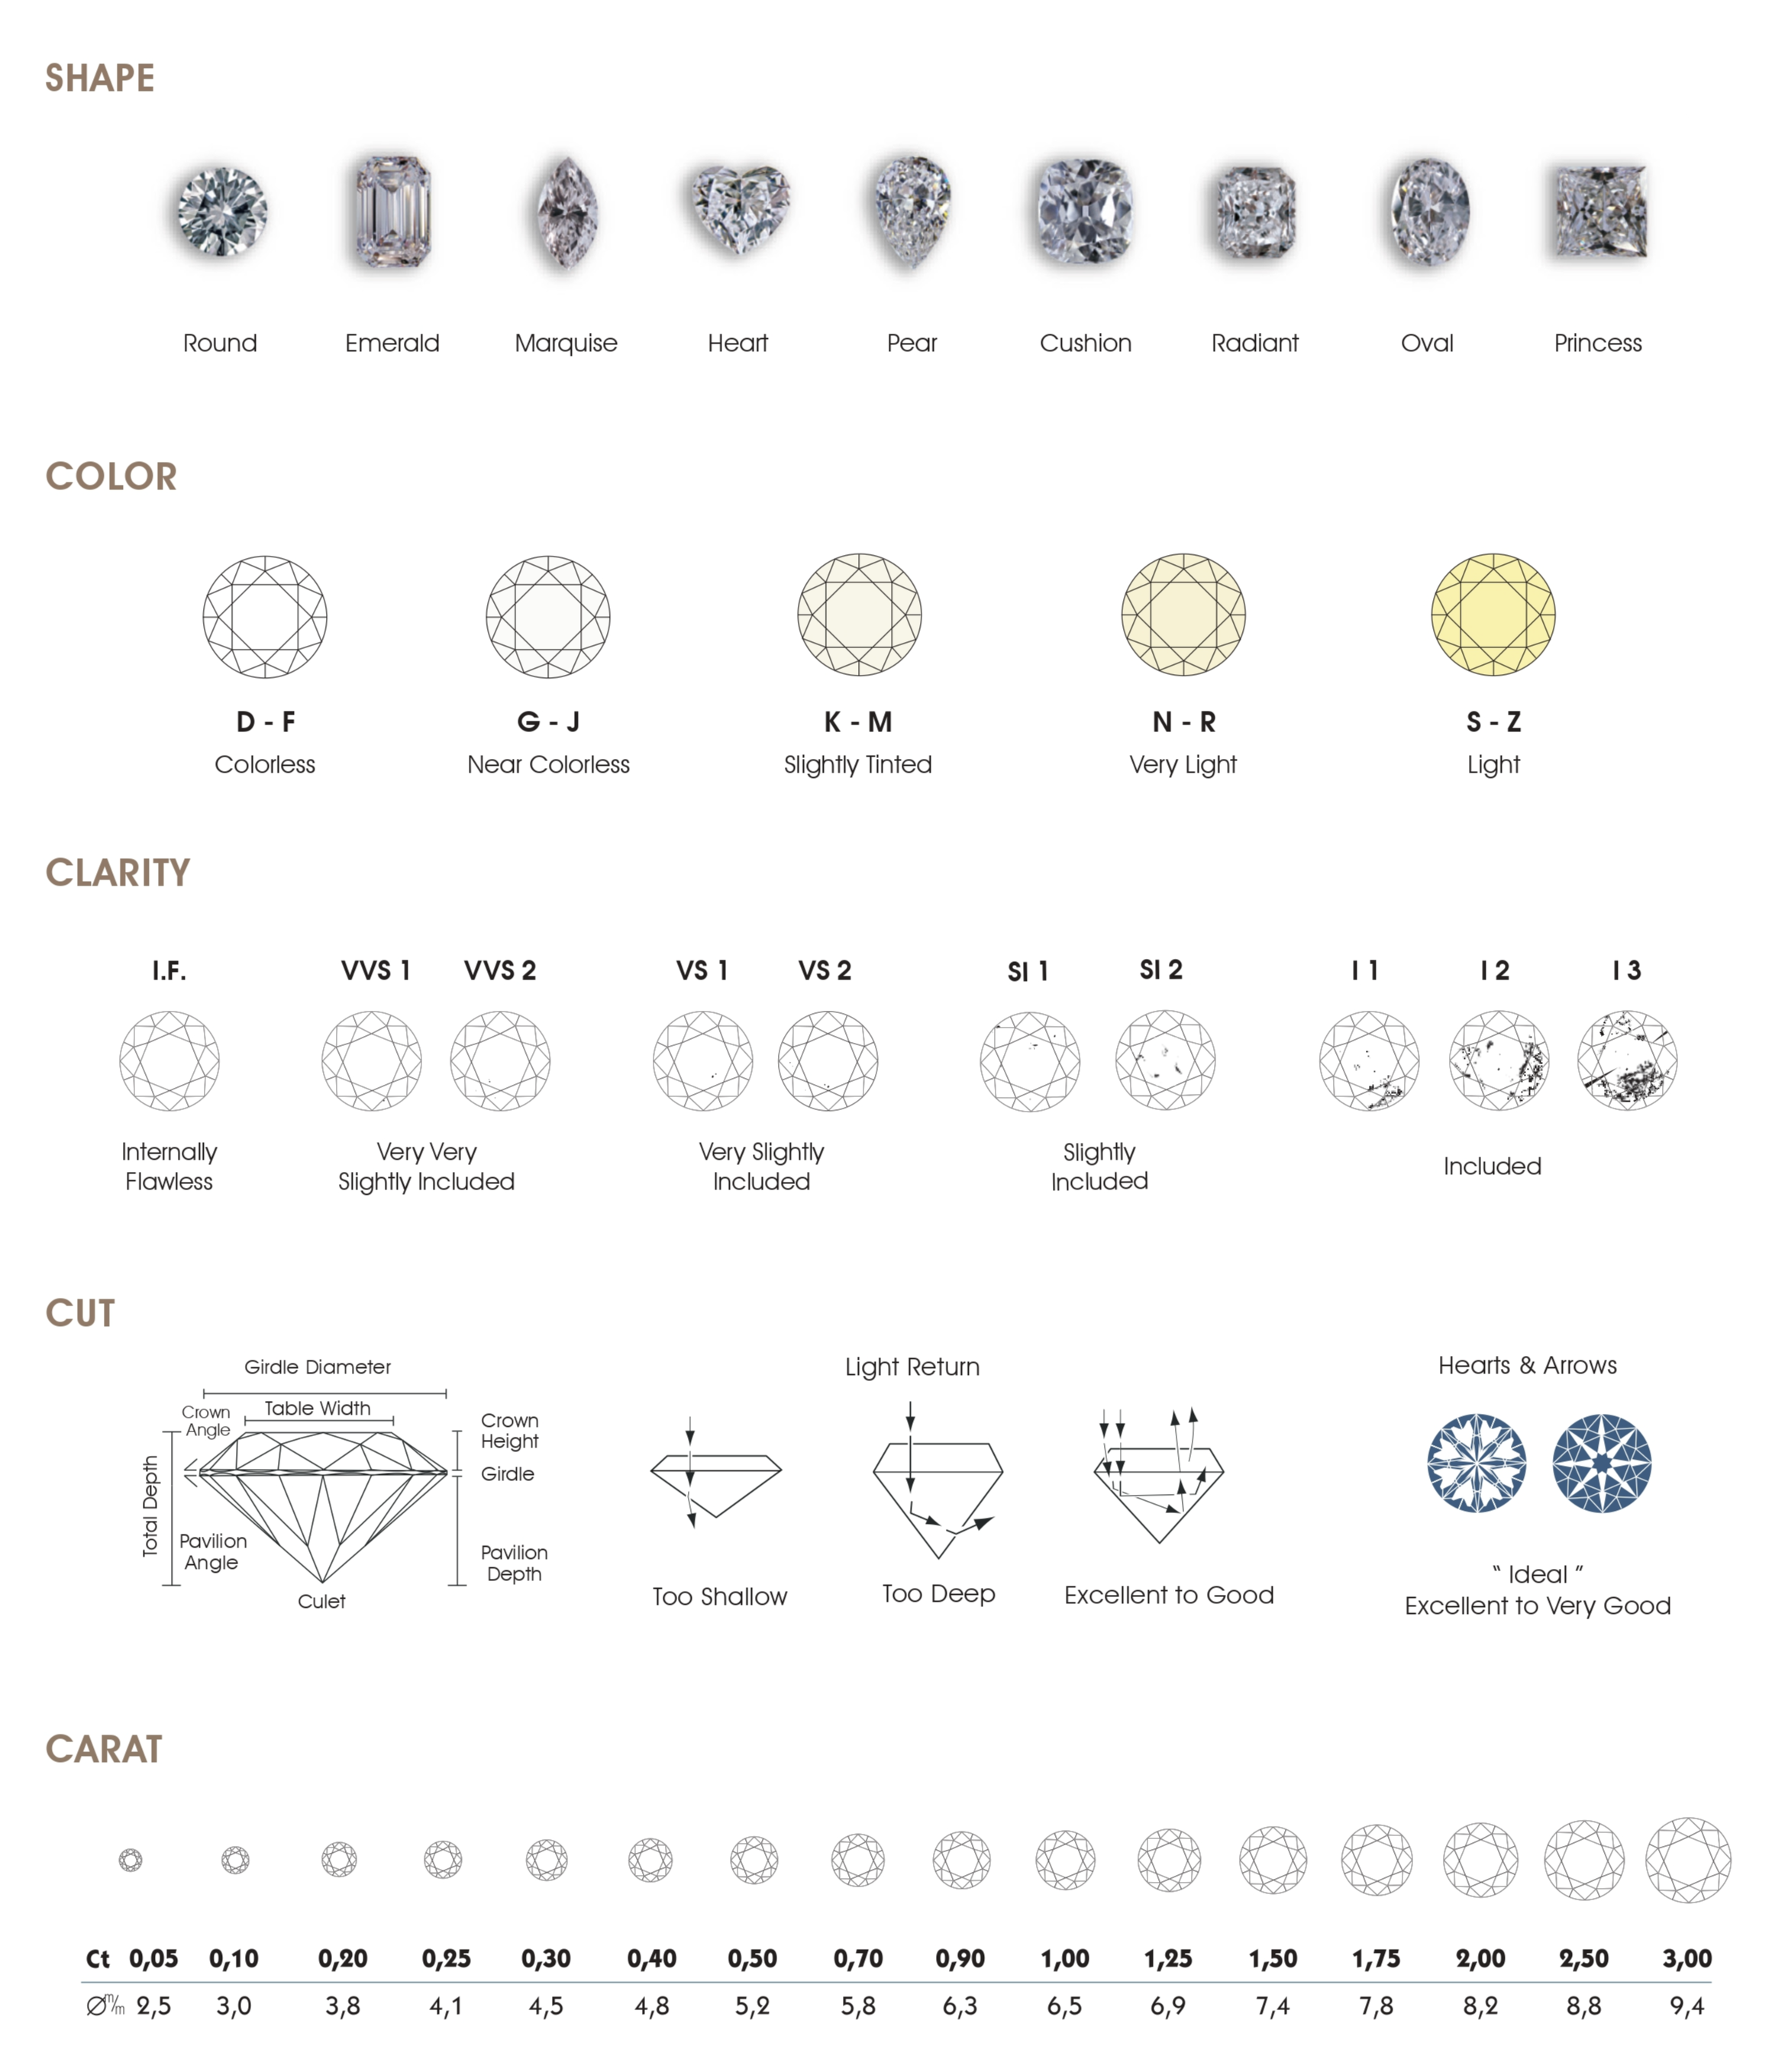 SHAPE
Round Emerald Marquise Heart Pear Cushion Radiant Oval Princess
COLOR
D - F G - J K - M N - R S - Z
Colorless Near Colorless Slightly Tinted Very Light Light
CLARITY
I.F. VVS 1 VVS 2 VS 1 VS 2 SI 1 SI 2 I 1 I 2 I 3
Internally
Flawless
Very Very
Slightly Included
Very Slightly
Included
Slightly
Included
Included
CUT
Girdle Diameter
Table Width
Crown
Angle
Crown
Height
Girdle
Total Depth
Pavilion
Angle
Pavilion
Depth
Culet
Light Return
Too Shallow
Too Deep
Excellent to Good
Hearts & Arrows
“ Ideal ”
Excellent to Very Good
CARAT
Ct 0,05 0,10 0,20 0,25 0,30 0,40 0,50 0,70 0,90 1,00 1,25 1,50 1,75 2,00 2,50 3,00
Ø m/m 2,5 3,0 3,8 4,1 4,5 4,8 5,2 5,8 6,3 6,5 6,9 7,4 7,8 8,2 8,8 9,4